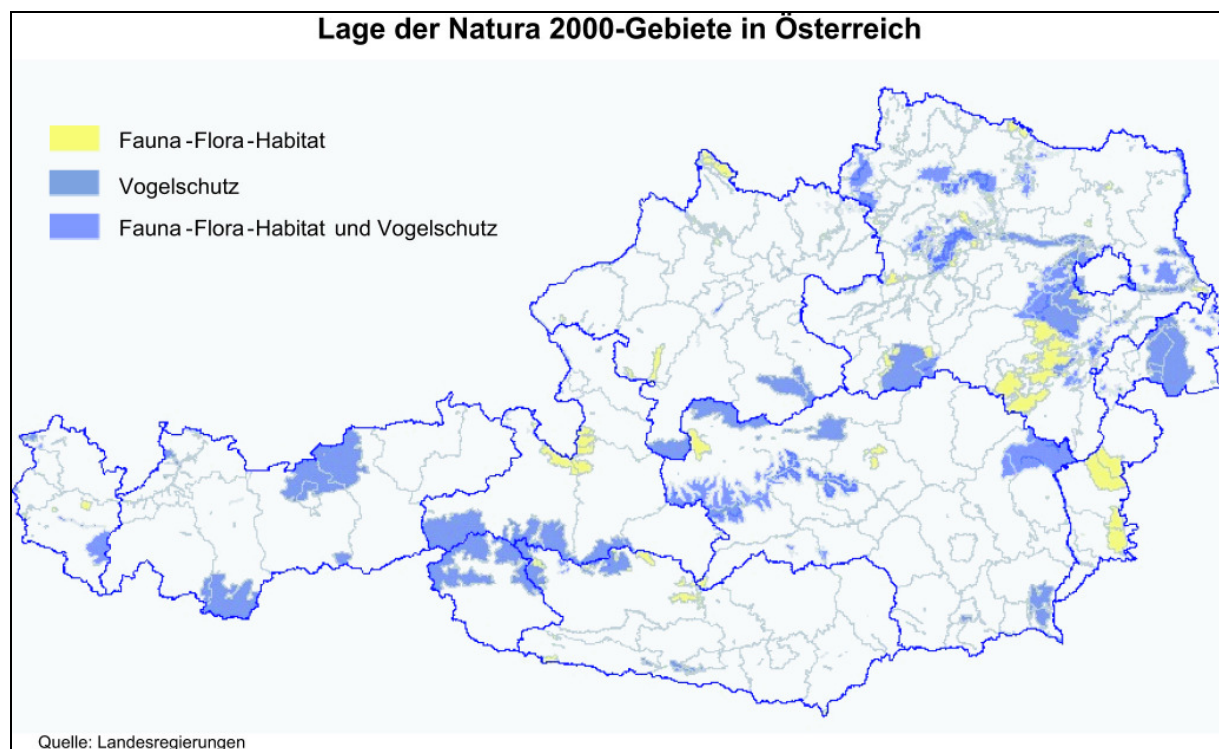 Lage der Natura 2000-Gebiete in Österreich
Fauna-Flora-Habitat
Vogelschutz
Fauna-Flora-Habitat und Vogelschutz
Quelle: Landesregierungen